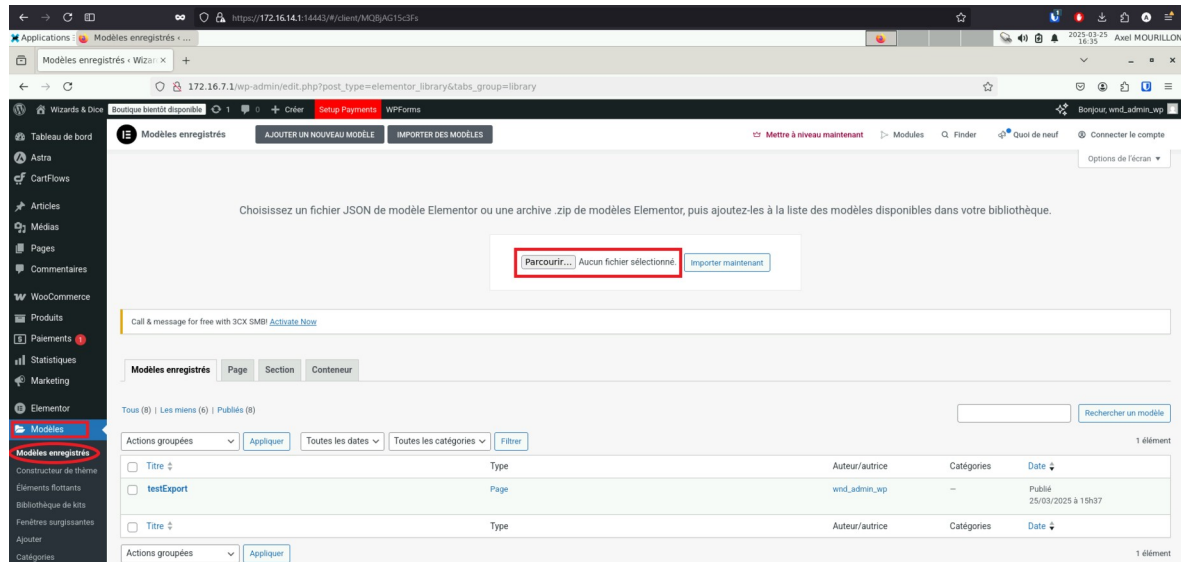 https://172.16.14.1:14443/#/client/MQBjAG15c3Fs
Applications Modèles enregistrés ‹ ...
2025-03-25
16:35
Axel MOURILLON
Modèles enregistrés ‹ Wizar
172.16.7.1/wp-admin/edit.php?post_type=elementor_library&tabs_group=library
Wizards & Dice Boutique bientôt disponible 1 0 + Créer Setup Payments WPForms Bonjour, wnd_admin_wp
Tableau de bord
Astra
CartFlows
Articles
Médias
Pages
Commentaires
WooCommerce
Produits
Paiements 1
Statistiques
Marketing
Elementor
Modèles
Modèles enregistrés
Constructeur de thème
Éléments flottants
Bibliothèque de kits
Fenêtres surgissantes
Ajouter
Catégories
Modèles enregistrés AJOUTER UN NOUVEAU MODÈLE IMPORTER DES MODÈLES Mettre à niveau maintenant Modules Finder Quoi de neuf Connecter le compte
Options de l'écran
Choisissez un fichier JSON de modèle Elementor ou une archive .zip de modèles Elementor, puis ajoutez-les à la liste des modèles disponibles dans votre bibliothèque.
Parcourir... Aucun fichier sélectionné. Importer maintenant
Call & message for free with 3CX SMB! Activate Now
Modèles enregistrés Page Section Conteneur
Tous (8) | Les miens (6) | Publiés (8)
Rechercher un modèle
Actions groupées Appliquer Toutes les dates Toutes les catégories Filtrer 1 élément
Titre Type Auteur/autrice Catégories Date
testExport Page wnd_admin_wp — Publié
25/03/2025 à 15h37
Titre Type Auteur/autrice Catégories Date
Actions groupées Appliquer 1 élément